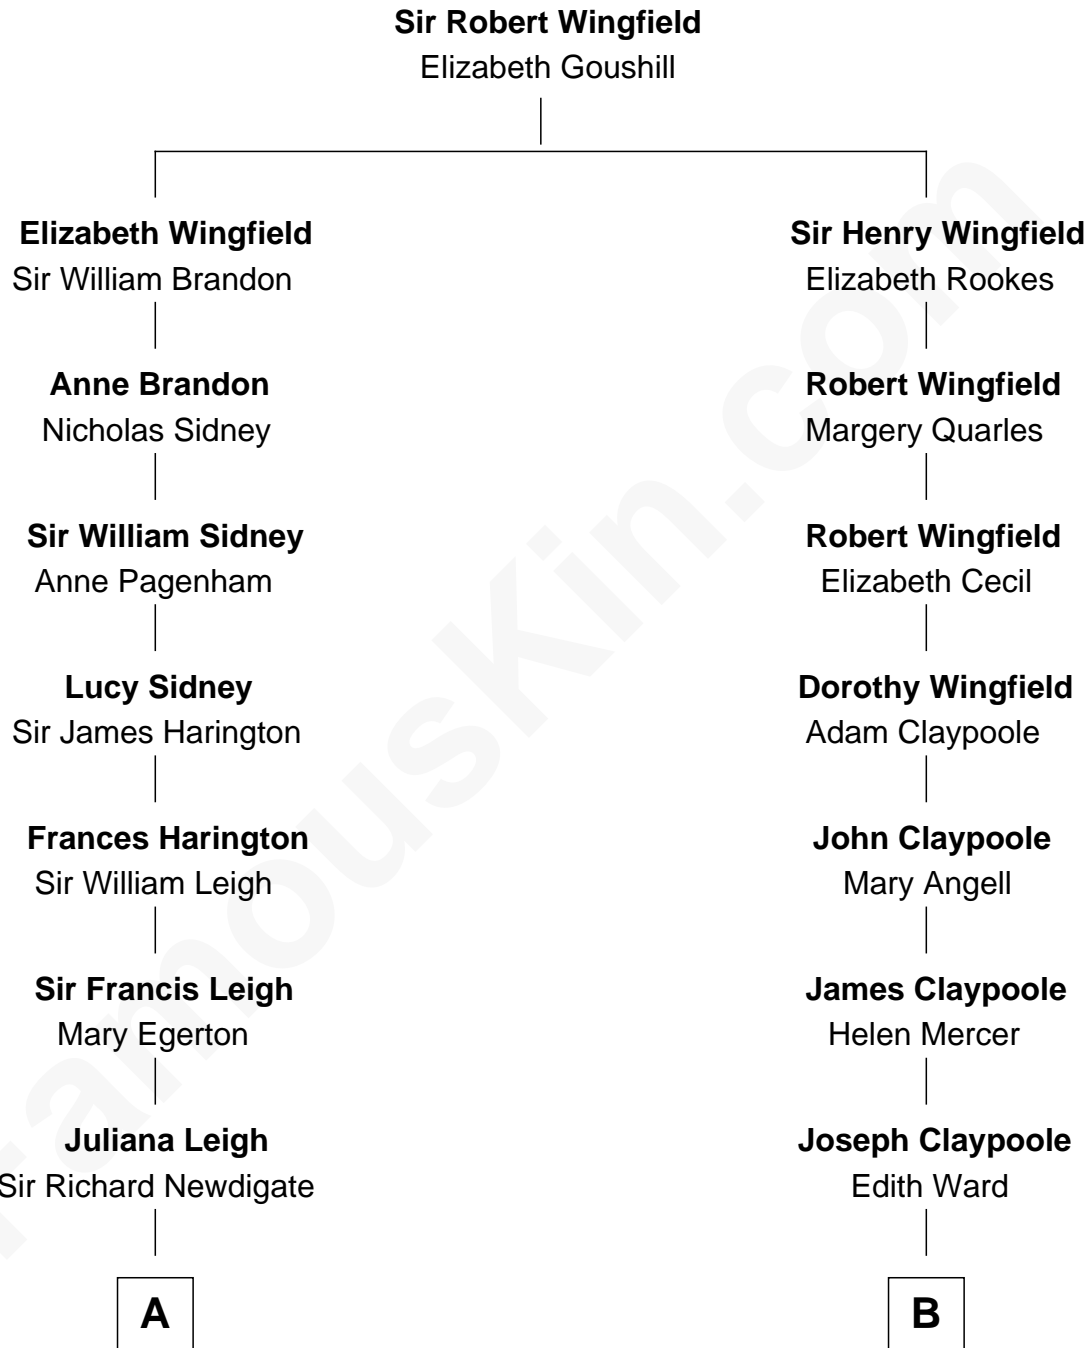 Sir Robert Wingfield
Elizabeth Goushill
Elizabeth Wingfield
Sir William Brandon
Anne Brandon
Nicholas Sidney
Sir William Sidney
Anne Pagenham
Lucy Sidney
Sir James Harington
Frances Harington
Sir William Leigh
Sir Francis Leigh
Mary Egerton
Juliana Leigh
Sir Richard Newdigate
A
Sir Henry Wingfield
Elizabeth Rookes
Robert Wingfield
Margery Quarles
Robert Wingfield
Elizabeth Cecil
Dorothy Wingfield
Adam Claypoole
John Claypoole
Mary Angell
James Claypoole
Helen Mercer
Joseph Claypoole
Edith Ward
B
FamousKin.com